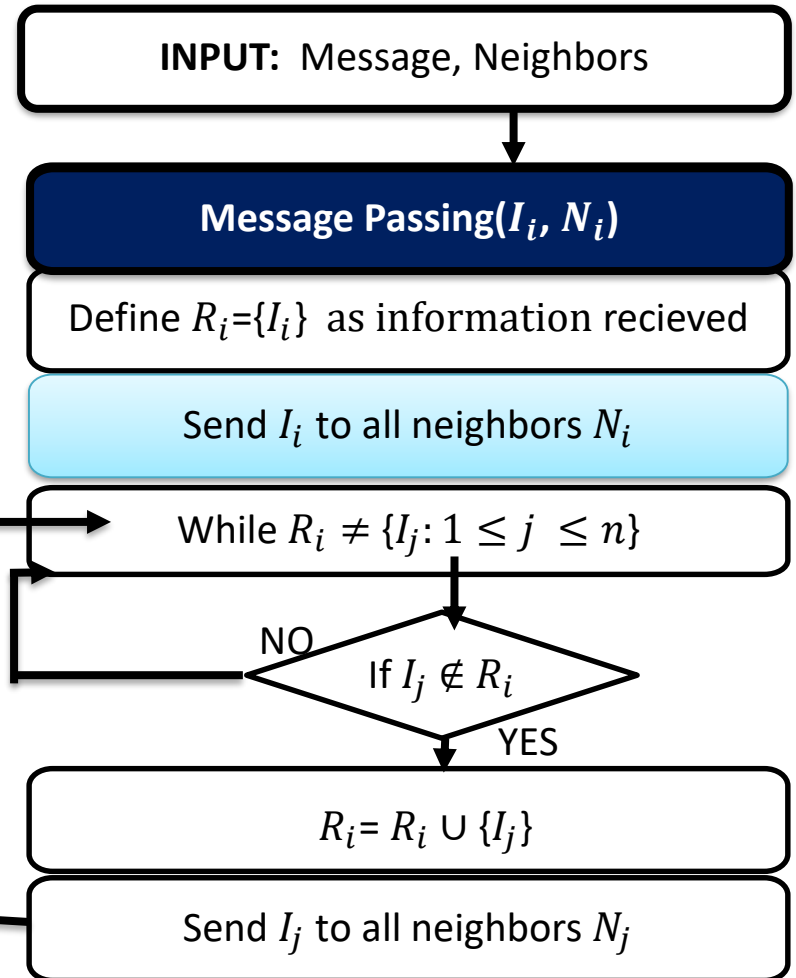 INPUT: Message, Neighbors
Message Passing(𝑰ᵢ, 𝑵ᵢ)
Define 𝑅ᵢ={𝐼ᵢ} as information recieved
Send 𝐼ᵢ to all neighbors 𝑁ᵢ
While 𝑅ᵢ ≠ {𝐼ⱼ: 1 ≤ 𝑗 ≤ 𝑛}
NO
If 𝐼ⱼ ∉ 𝑅ᵢ
YES
𝑅ᵢ= 𝑅ᵢ ∪ {𝐼ⱼ}
Send 𝐼ⱼ to all neighbors 𝑁ⱼ